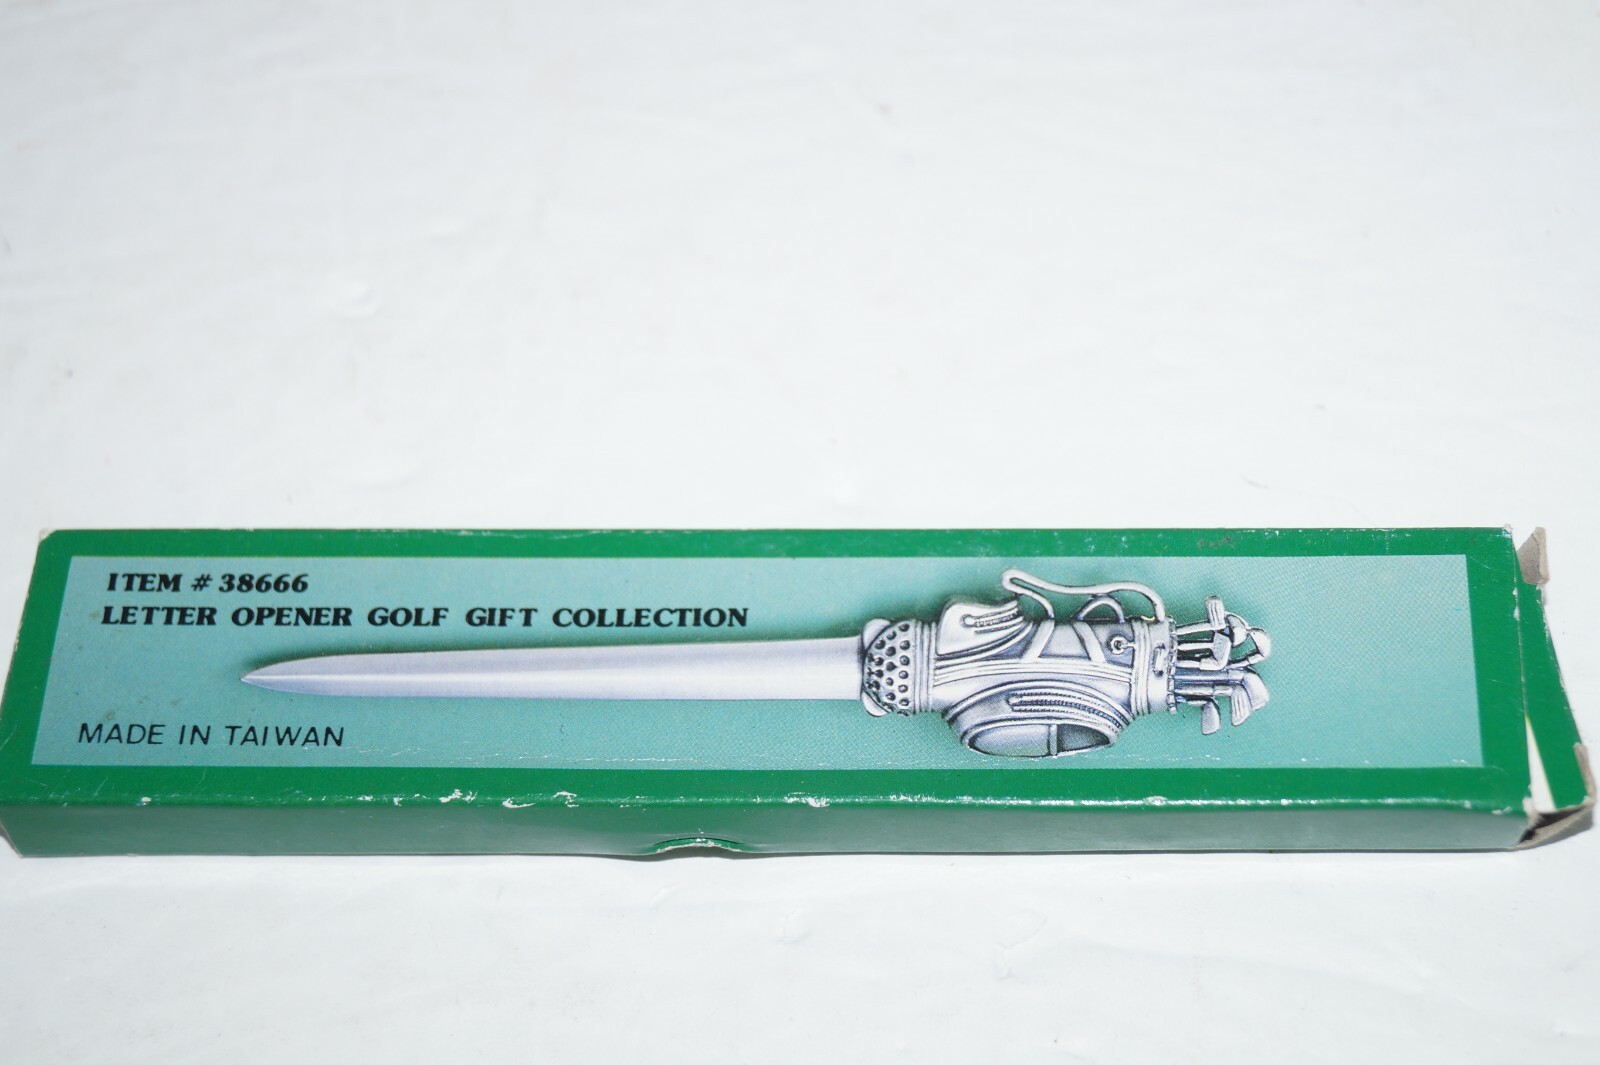 ITEM # 38666
LETTER OPENER GOLF GIFT COLLECTION
MADE IN TAIWAN